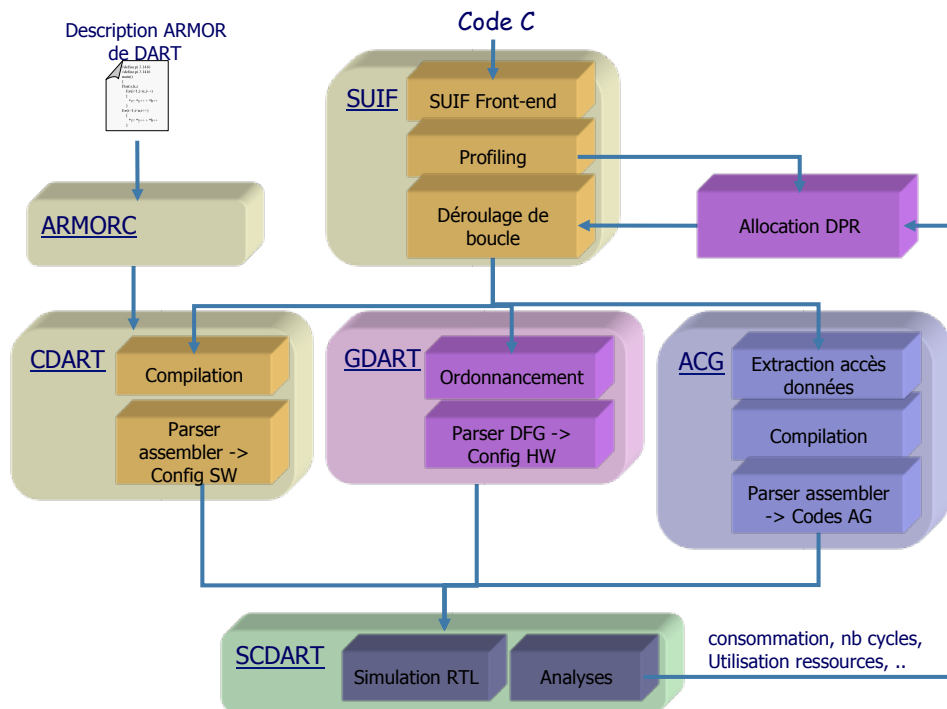 Code C
Description ARMOR
de DART
SUIF
SUIF Front-end
Profiling
Déroulage de
boucle
ARMORC
Allocation DPR
CDART
Compilation
Parser
assembler ->
Config SW
GDART
Ordonnancement
Parser DFG ->
Config HW
ACG
Extraction accès
données
Compilation
Parser assembler
-> Codes AG
SCDART
Simulation RTL
Analyses
consommation, nb cycles,
Utilisation ressources, ..